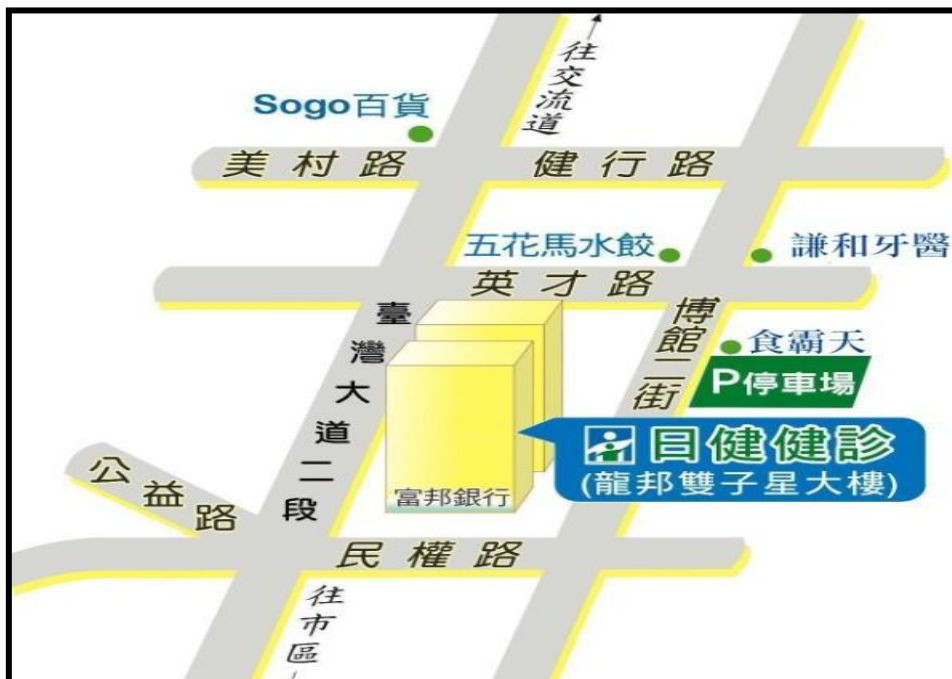 往交流道
Sogo百貨
美村路
健行路
五花馬水餃
謙和牙醫
英才路
臺灣大道二段
博館二街
食霸天
P停車場
日健健診
(龍邦雙子星大樓)
公益路
富邦銀行
民權路
往市區